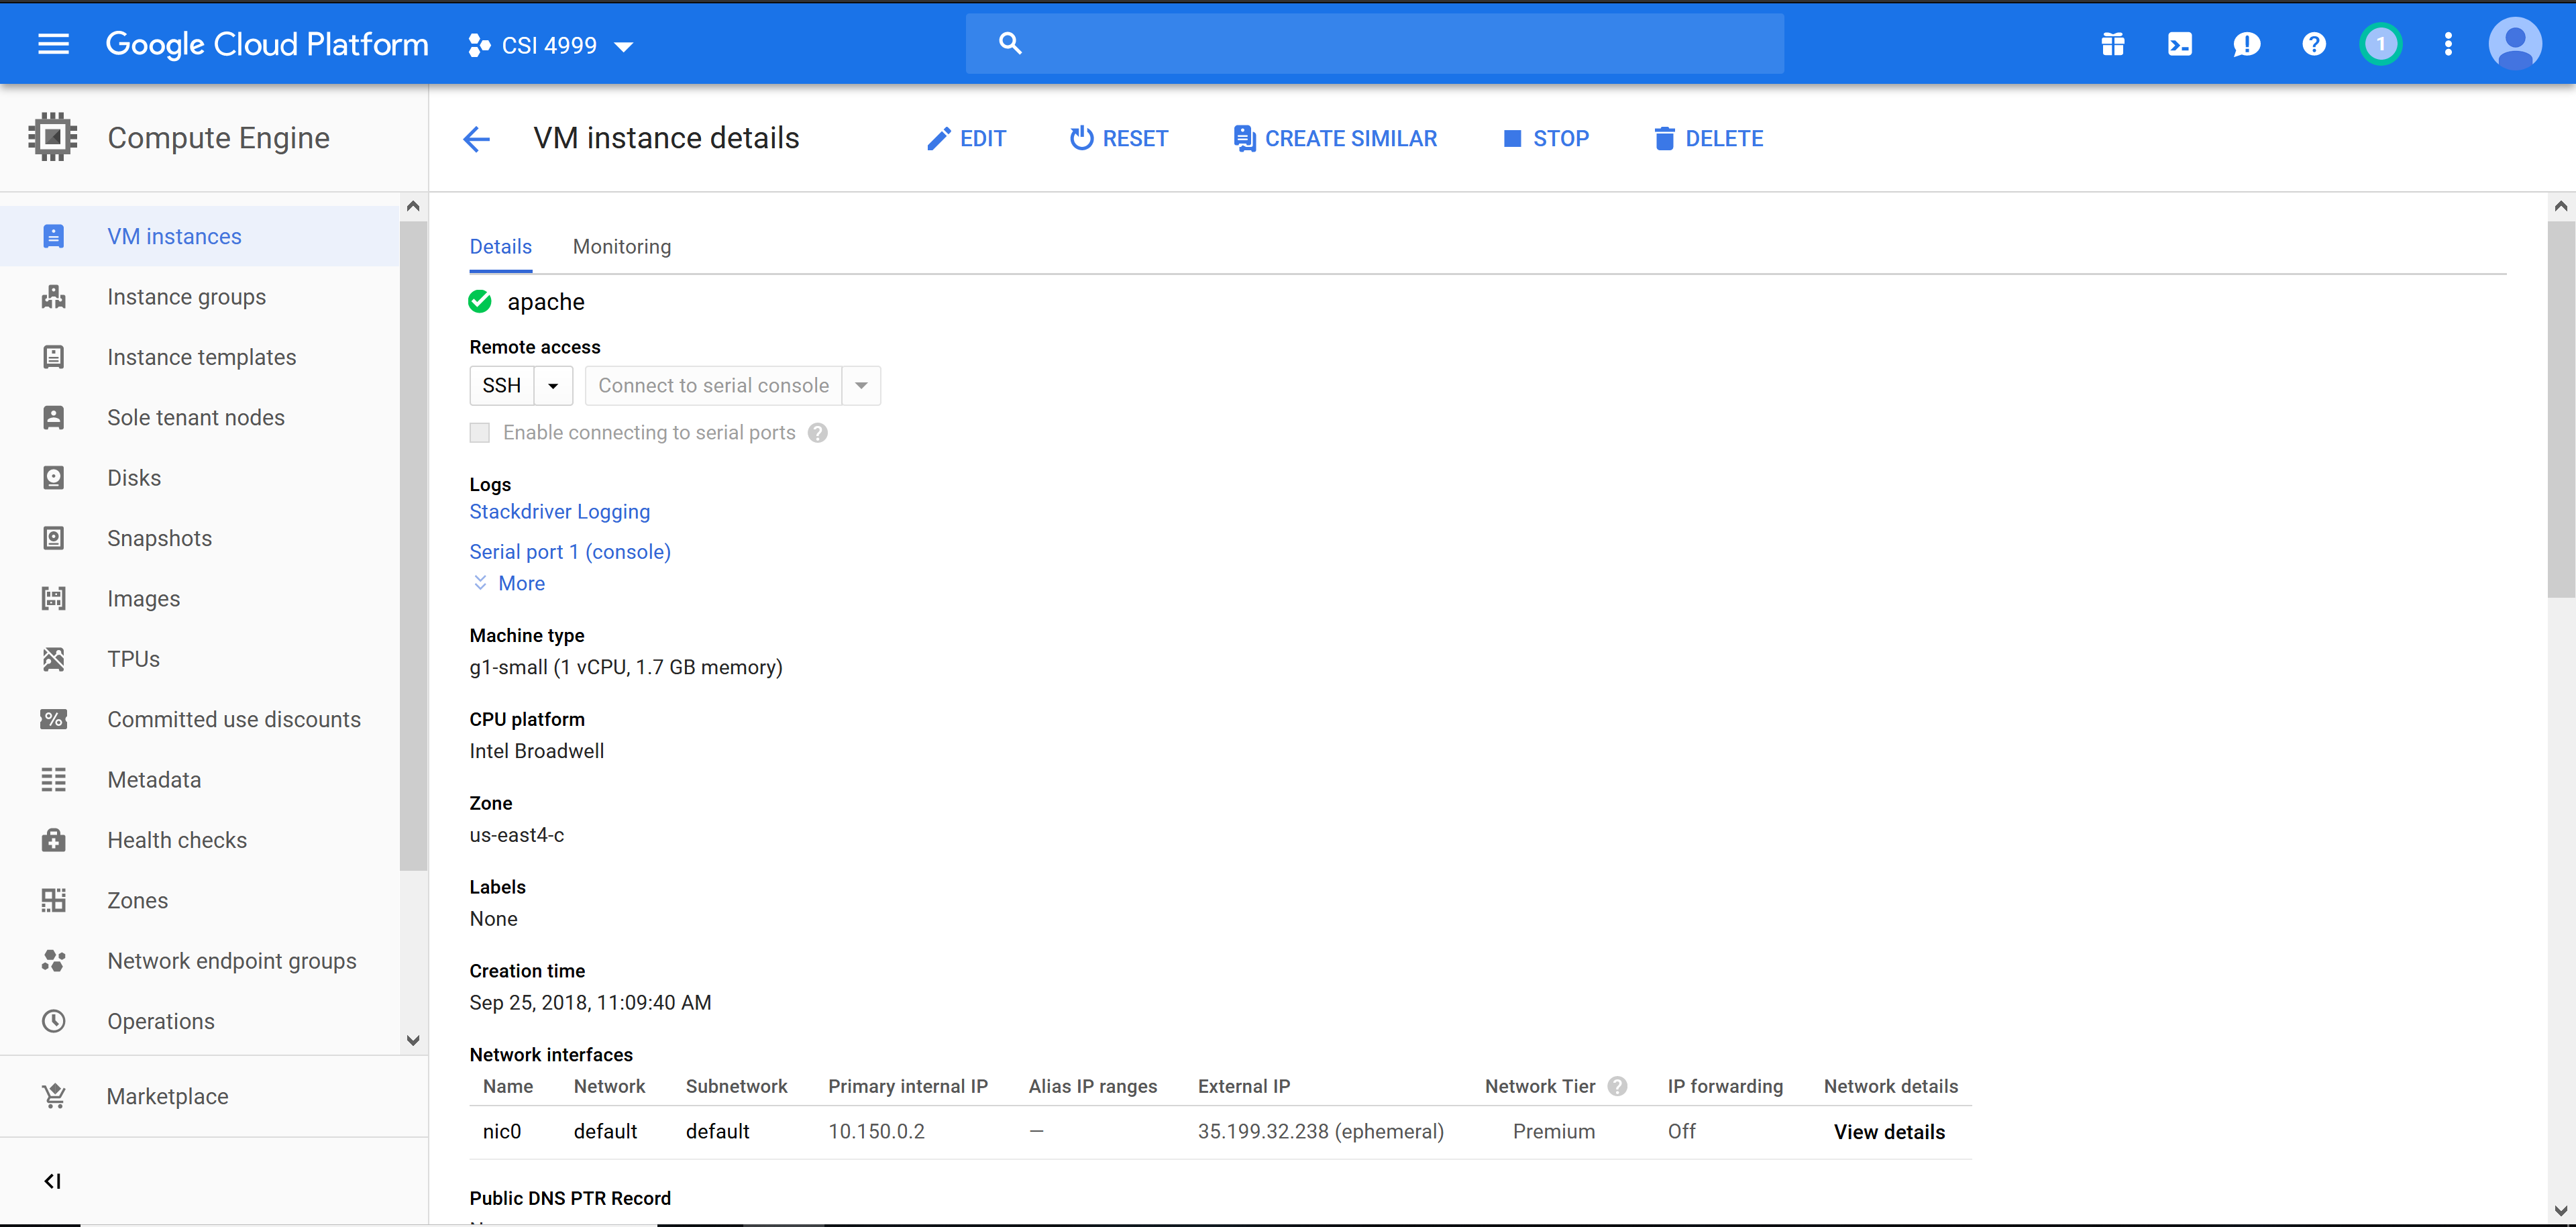 Google Cloud Platform CSI 4999 1
Compute Engine
VM instance details EDIT RESET CREATE SIMILAR STOP DELETE
VM instances
Instance groups
Instance templates
Sole tenant nodes
Disks
Snapshots
Images
TPUs
Committed use discounts
Metadata
Health checks
Zones
Network endpoint groups
Operations
Marketplace
Details Monitoring
apache
Remote access
SSH Connect to serial console
Enable connecting to serial ports
Logs
Stackdriver Logging
Serial port 1 (console)
More
Machine type
g1-small (1 vCPU, 1.7 GB memory)
CPU platform
Intel Broadwell
Zone
us-east4-c
Labels
None
Creation time
Sep 25, 2018, 11:09:40 AM
Network interfaces
Name Network Subnetwork Primary internal IP Alias IP ranges External IP Network Tier IP forwarding Network details
nic0 default default 10.150.0.2 — 35.199.32.238 (ephemeral) Premium Off View details
Public DNS PTR Record